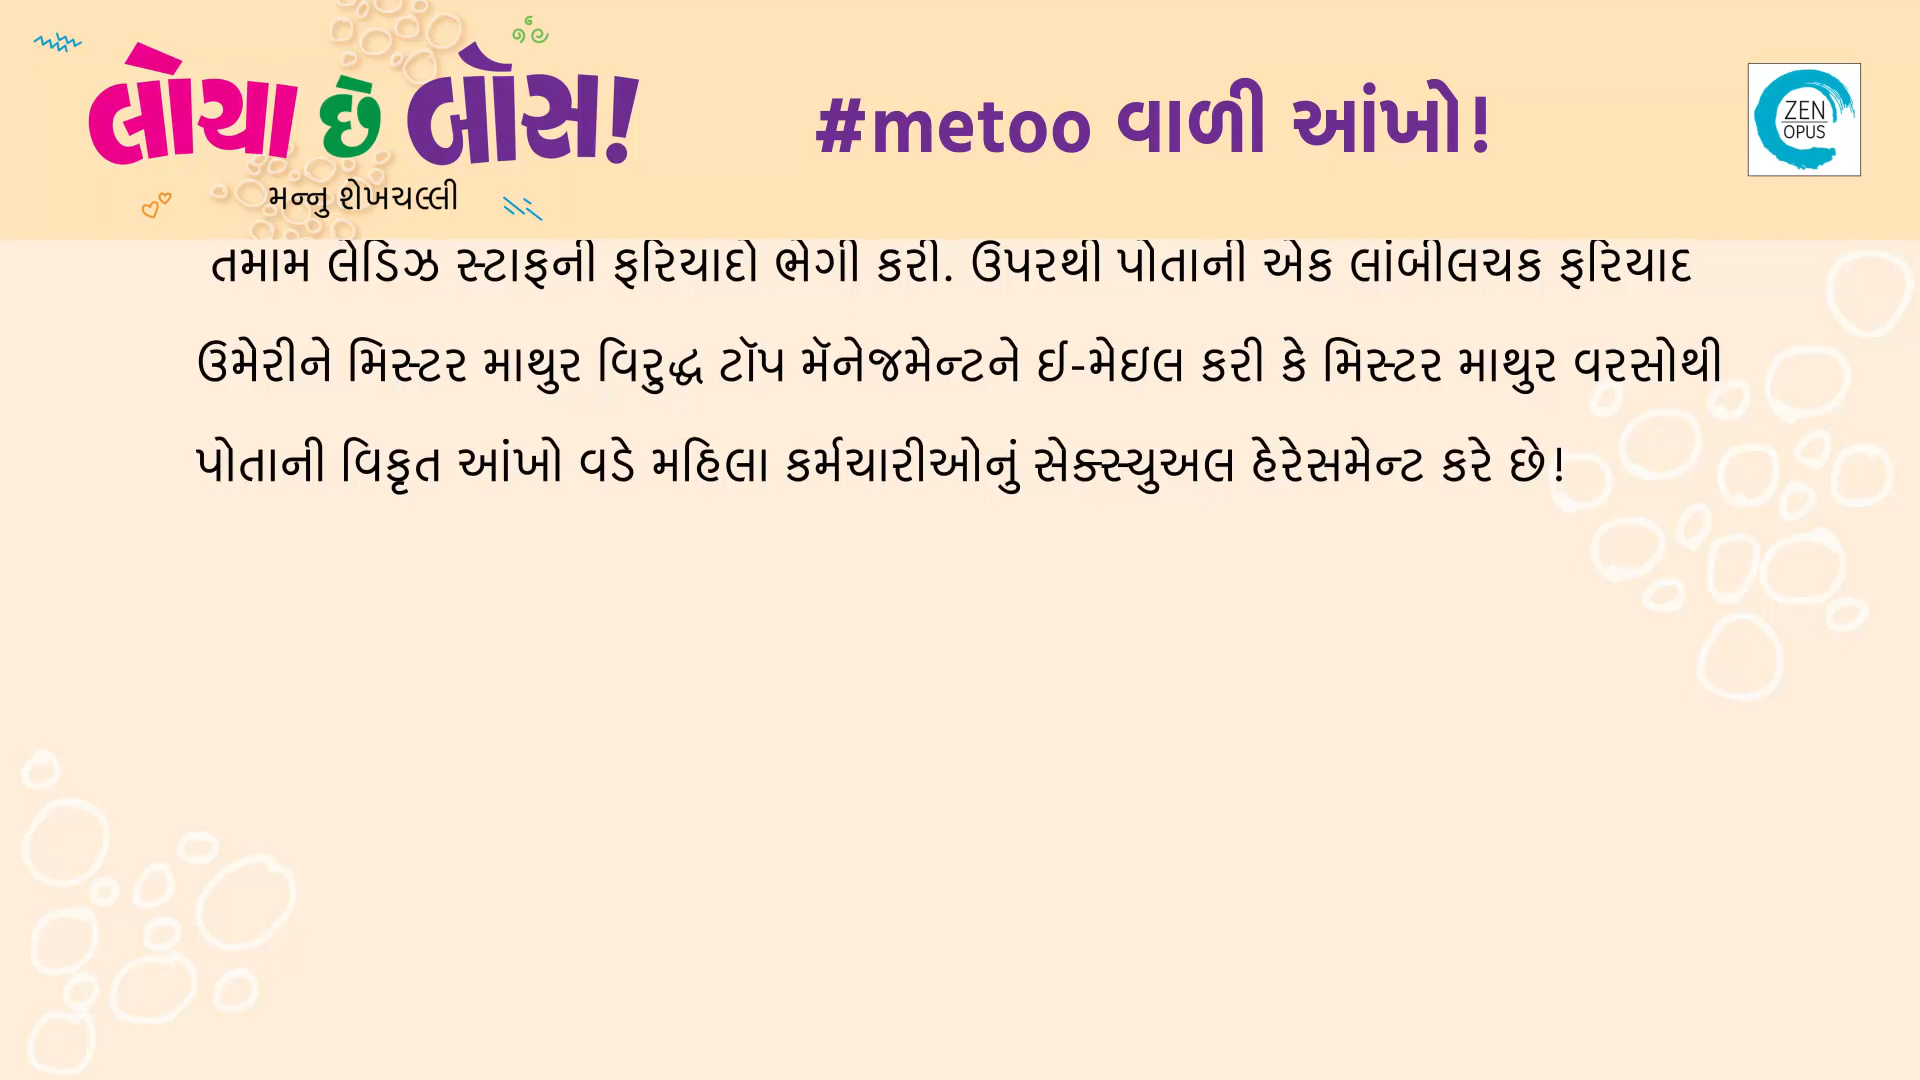 લોચા છે બૉસ!
#metoo વાળી આંખો!
ZEN
OPUS
મન્નુ શેખચલ્લી
તમામ લેડિઝ સ્ટાફની ફરિયાદો ભેગી કરી. ઉપરથી પોતાની એક લાંબીલચક ફરિયાદ
ઉમેરીને મિસ્ટર માથુર વિરુદ્ધ ટૉપ મૅનેજમેન્ટને ઈ-મેઇલ કરી કે મિસ્ટર માથુર વરસોથી
પોતાની વિકૃત આંખો વડે મહિલા કર્મચારીઓનું સેક્સ્યુઅલ હેરેસમેન્ટ કરે છે!